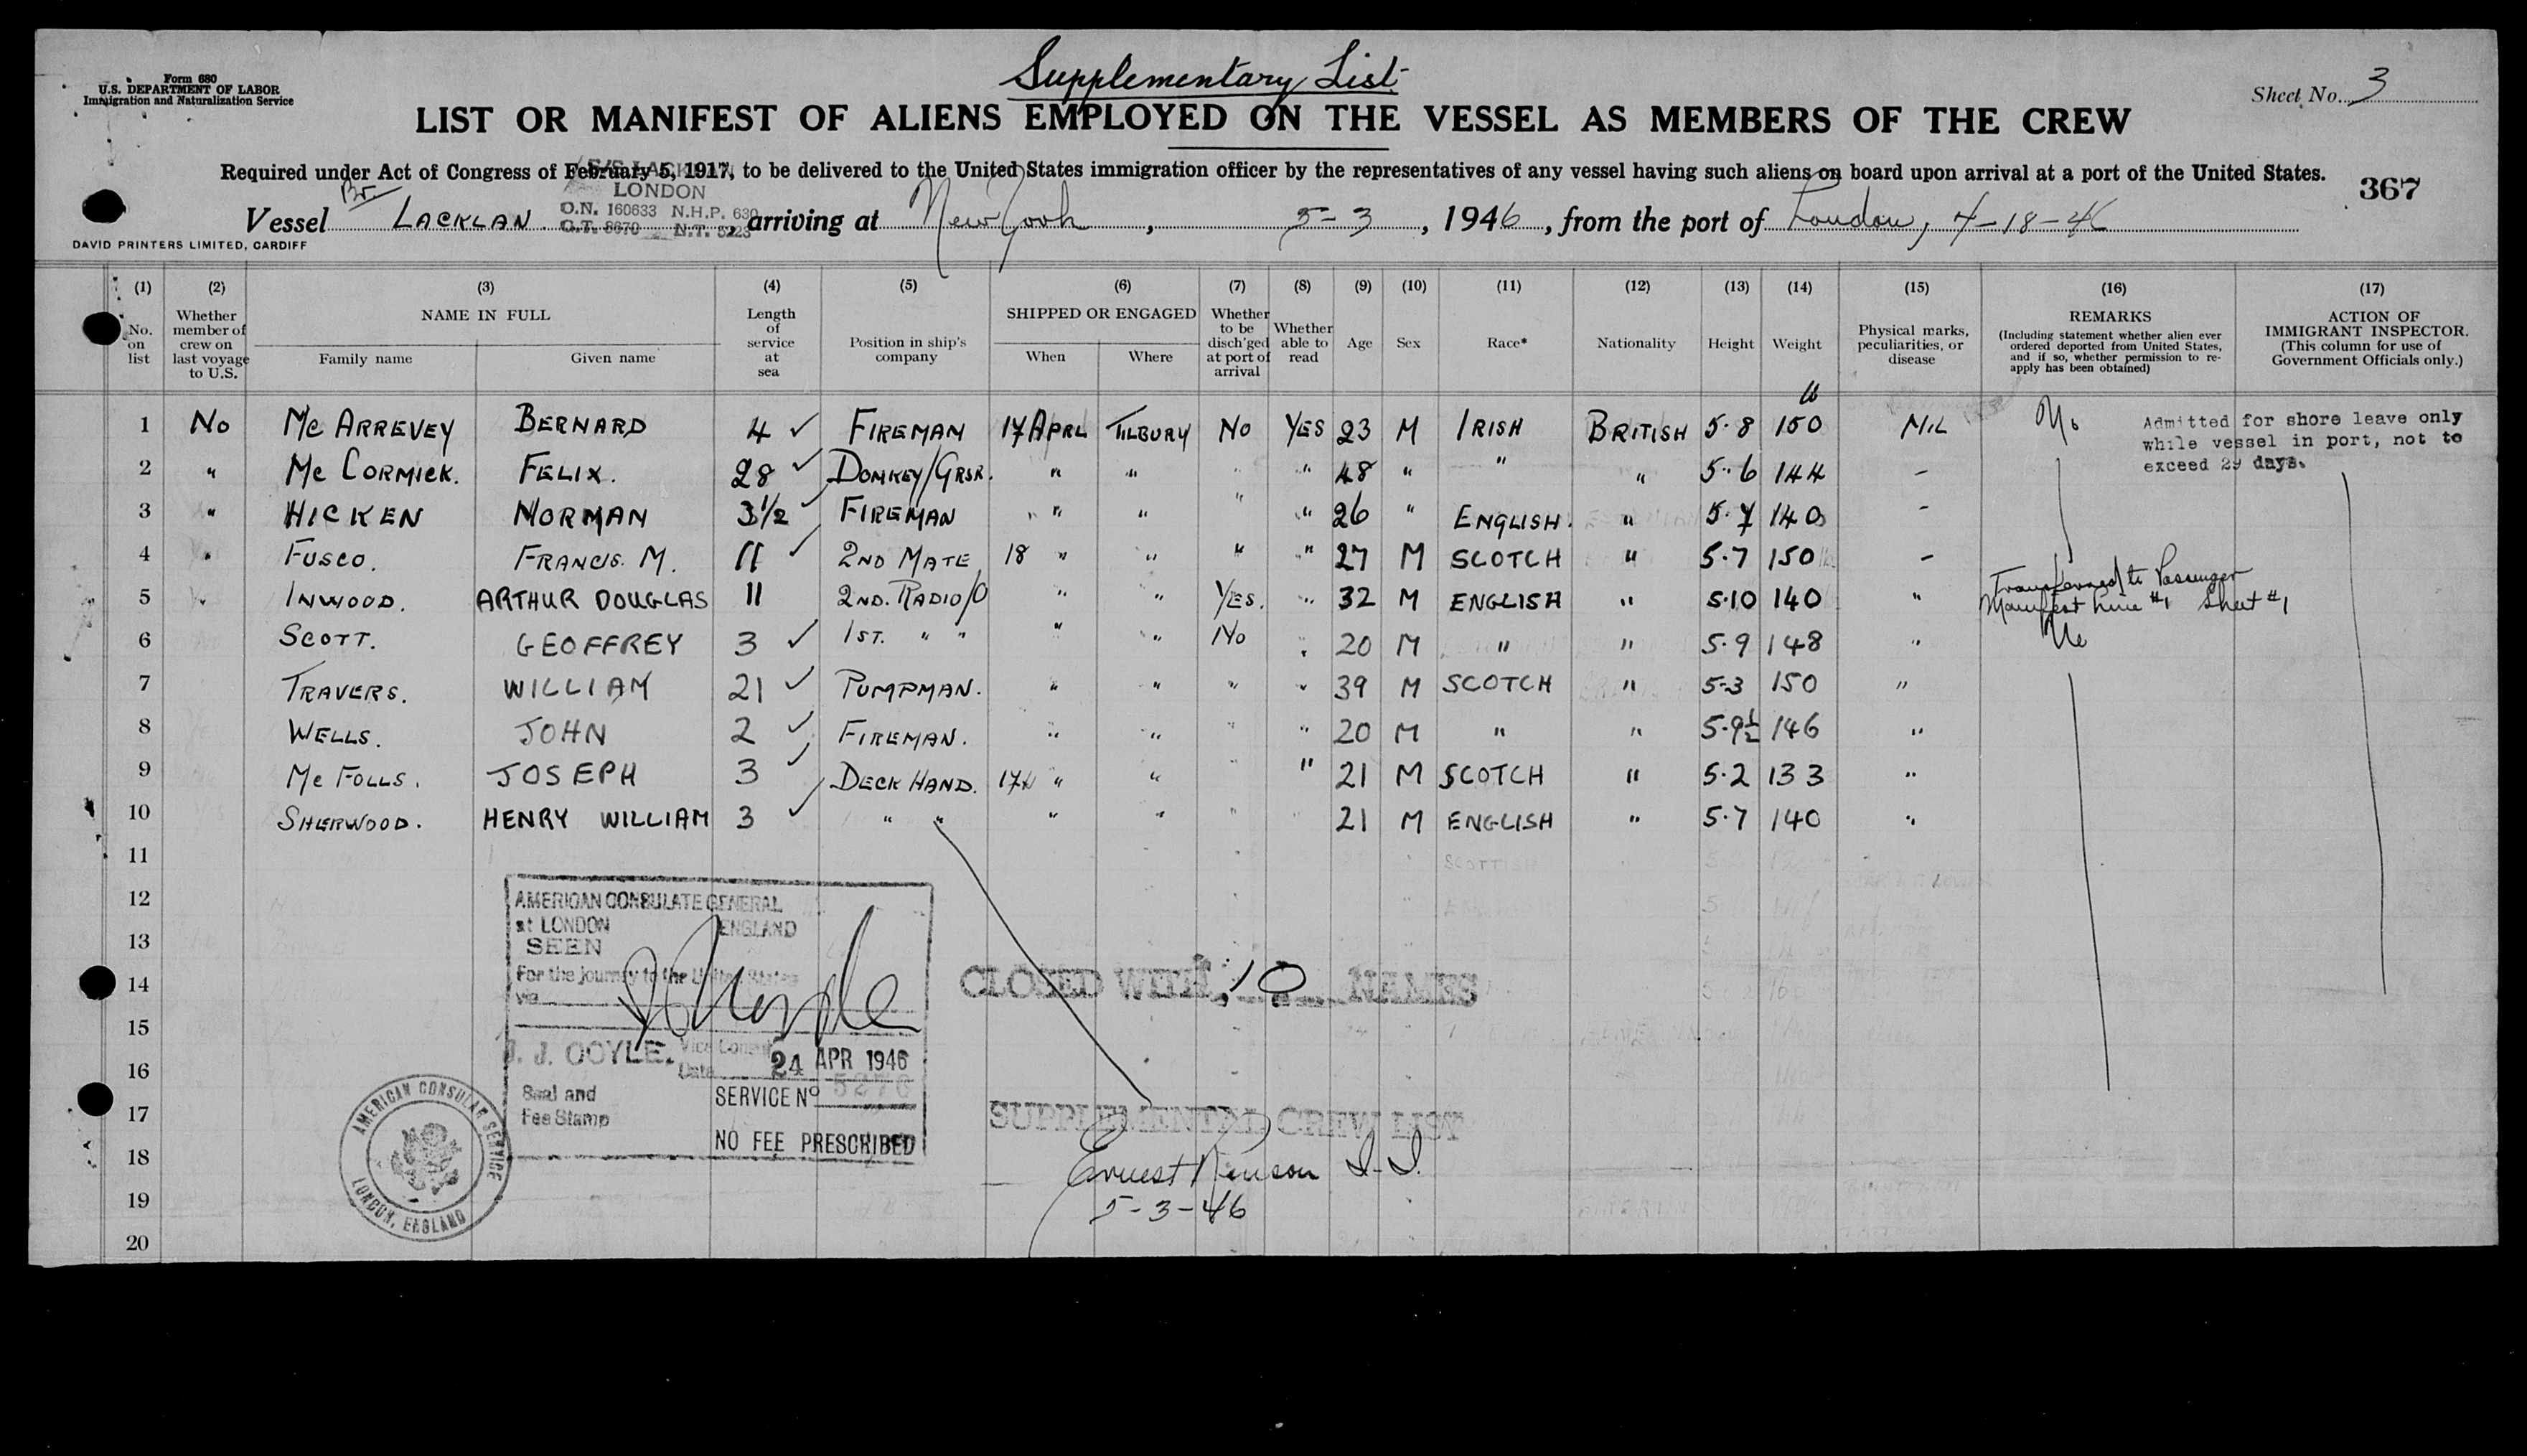 Supplementary List
Form 680
U.S. DEPARTMENT OF LABOR
Immigration and Naturalization Service
Sheet No. 3
LIST OR MANIFEST OF ALIENS EMPLOYED ON THE VESSEL AS MEMBERS OF THE CREW
Required under Act of Congress of February 5, 1917, to be delivered to the United States immigration officer by the representatives of any vessel having such aliens on board upon arrival at a port of the United States.
367
LONDON
O.N. 160633 N.H.P. 630
Br.
Vessel LACKLAN. arriving at New York, 5-3, 1946, from the port of London, 4-18-46
DAVID PRINTERS LIMITED, CARDIFF
(1) (2) (3) (4) (5) (6) (7) (8) (9) (10) (11) (12) (13) (14) (15) (16) (17)
No. on list
Whether member of crew on last voyage to U.S.
NAME IN FULL
Family name Given name
Length of service at sea
Position in ship's company
SHIPPED OR ENGAGED
When Where
Whether to be disch'ged at port of arrival
Whether able to read
Age Sex Race* Nationality Height Weight
Physical marks, peculiarities, or disease
REMARKS
(Including statement whether alien ever ordered deported from United States, and if so, whether permission to re-apply has been obtained)
ACTION OF IMMIGRANT INSPECTOR.
(This column for use of Government Officials only.)
1 No Mc ARREVEY BERNARD 4 ✓ FIREMAN 17 APRL TILBURY No YES 23 M IRISH BRITISH 5·8 150 NIL No
Admitted for shore leave only
while vessel in port, not to
exceed 29 days.
2 " Mc CORMICK. FELIX. 28 ✓ DONKEY/GRSR. " " " " 48 " " " 5·6 144 –
3 " HICKEN NORMAN 3½ ✓ FIREMAN " " " " 26 " ENGLISH. " 5·7 140 –
4 " FUSCO. FRANCIS. M. 11 ✓ 2ND MATE 18 " " " " 27 M SCOTCH " 5·7 150 –
5 INWOOD. ARTHUR DOUGLAS 11 2ND. RADIO/O " " YES. " 32 M ENGLISH " 5·10 140 "
Transferred to Passenger
Manifest Line #1 Sheet #1
6 SCOTT. GEOFFREY 3 ✓ 1ST. " " " " No " 20 M " " 5·9 148 " No
7 TRAVERS. WILLIAM 21 ✓ PUMPMAN. " " " " 39 M SCOTCH " 5-3 150 "
8 WELLS. JOHN 2 ✓ FIREMAN. " " " " 20 M " " 5·9½ 146 "
9 Mc FOLLS. JOSEPH 3 ✓ DECK HAND. 17th " " " 21 M SCOTCH " 5·2 133 "
10 SHERWOOD. HENRY WILLIAM 3 ✓ " " " " " 21 M ENGLISH " 5·7 140 "
11
12
13
14
15
16
17
18
19
20
AMERICAN CONSULATE GENERAL
at LONDON ENGLAND
SEEN
For the journey to the United States
via
J. J. COYLE. Vice Consul
Date 24 APR 1946
Seal and
Fee Stamp
SERVICE No 5276
NO FEE PRESCRIBED
AMERICAN CONSULAR SERVICE
LONDON, ENGLAND
CLOSED WITH 10 NAMES
SUPPLEMENTAL CREW LIST
5-3-46